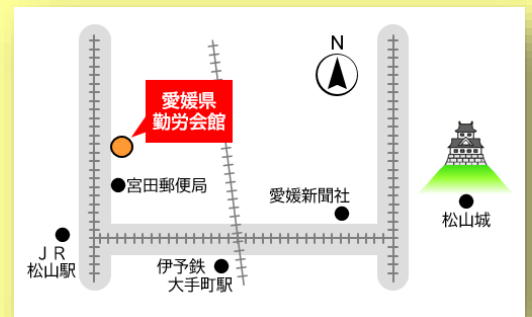 N
愛媛県
勤労会館
宮田郵便局
愛媛新聞社
松山城
ＪＲ
松山駅
伊予鉄
大手町駅